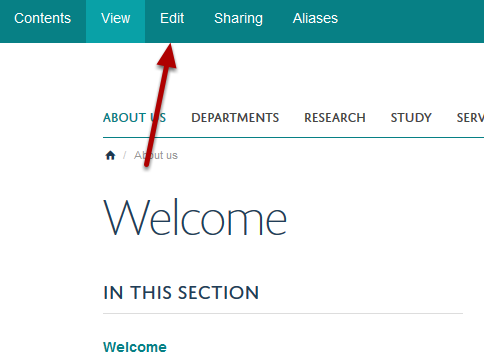 Contents View Edit Sharing Aliases
ABOUT US DEPARTMENTS RESEARCH STUDY SERV
/ About us
Welcome
IN THIS SECTION
Welcome